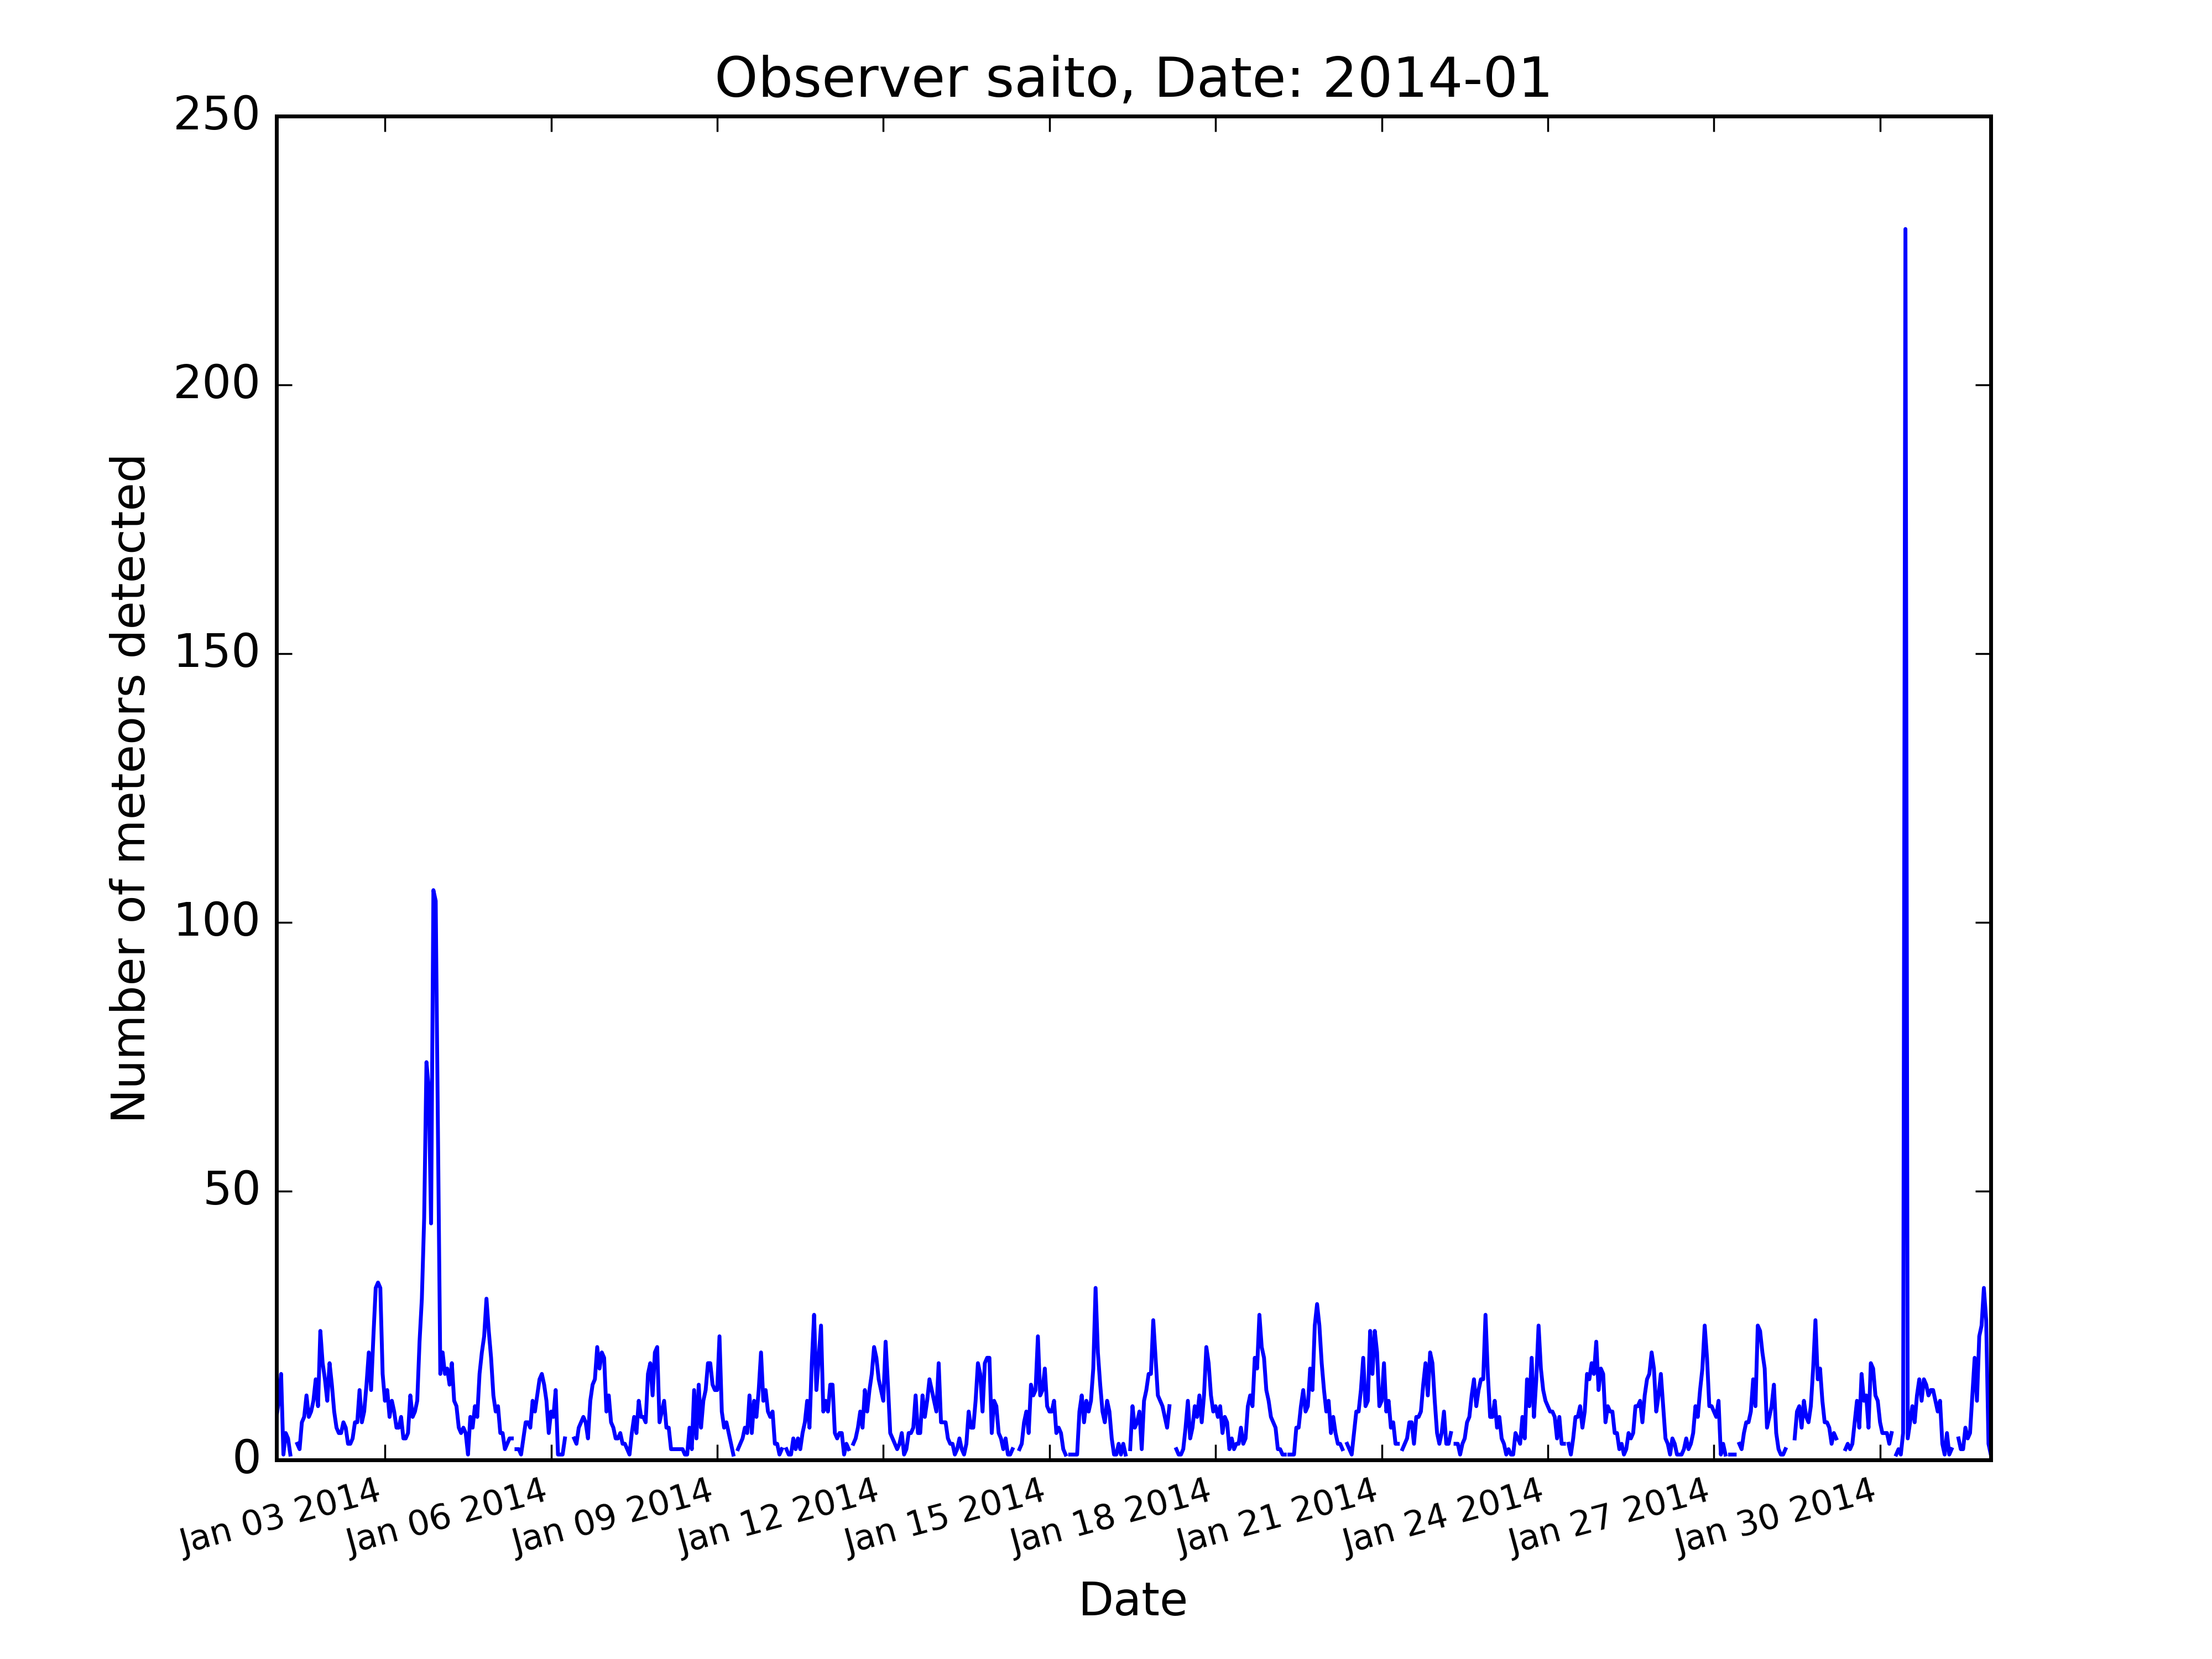 Observer saito, Date: 2014-01
250
200
150
100
50
0
Number of meteors detected
Jan 03 2014
Jan 06 2014
Jan 09 2014
Jan 12 2014
Jan 15 2014
Jan 18 2014
Jan 21 2014
Jan 24 2014
Jan 27 2014
Jan 30 2014
Date